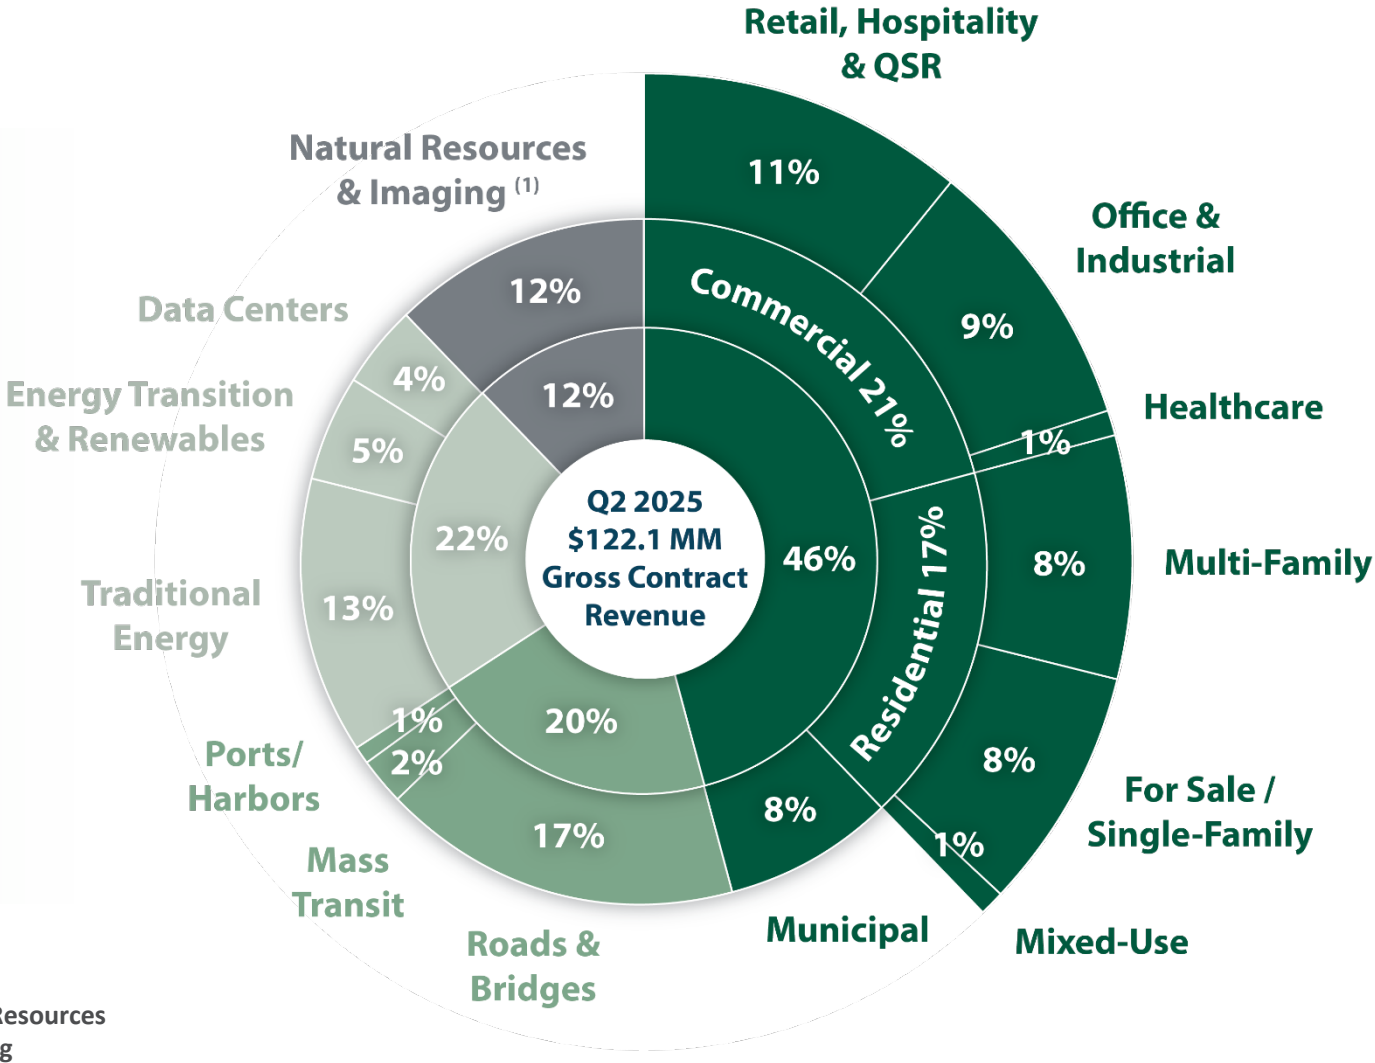 Retail, Hospitality
& QSR
11%
Office &
Industrial
9%
Healthcare
1%
Multi-Family
8%
For Sale /
Single-Family
8%
Mixed-Use
1%
Commercial 21%
Residential 17%
46%
Municipal
8%
Roads &
Bridges
17%
Mass
Transit
2%
Ports/
Harbors
1%
20%
Traditional
Energy
13%
Energy Transition
& Renewables
5%
Data Centers
4%
22%
Natural Resources
& Imaging (1)
12%
12%
Q2 2025
$122.1 MM
Gross Contract
Revenue